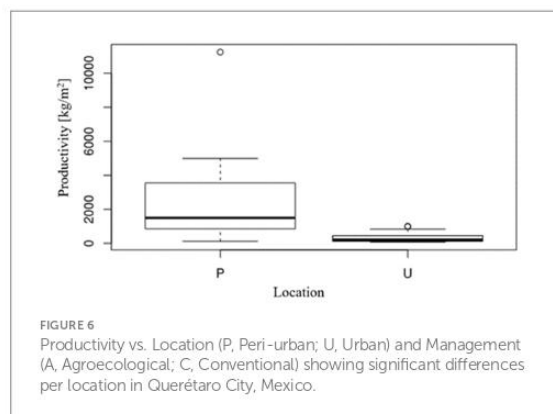 10000
6000
2000
0
Productivity [kg/m²]
P
U
Location
FIGURE 6
Productivity vs. Location (P, Peri-urban; U, Urban) and Management
(A, Agroecological; C, Conventional) showing significant differences
per location in Querétaro City, Mexico.